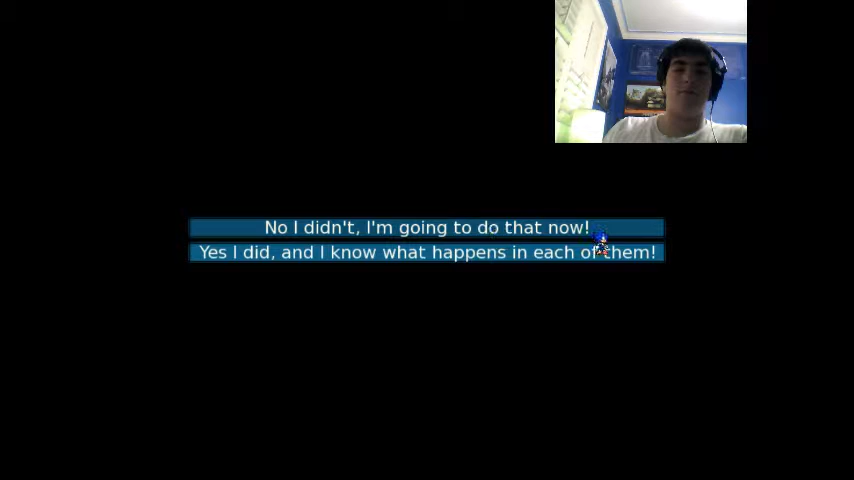 No I didn't, I'm going to do that now!
Yes I did, and I know what happens in each of them!